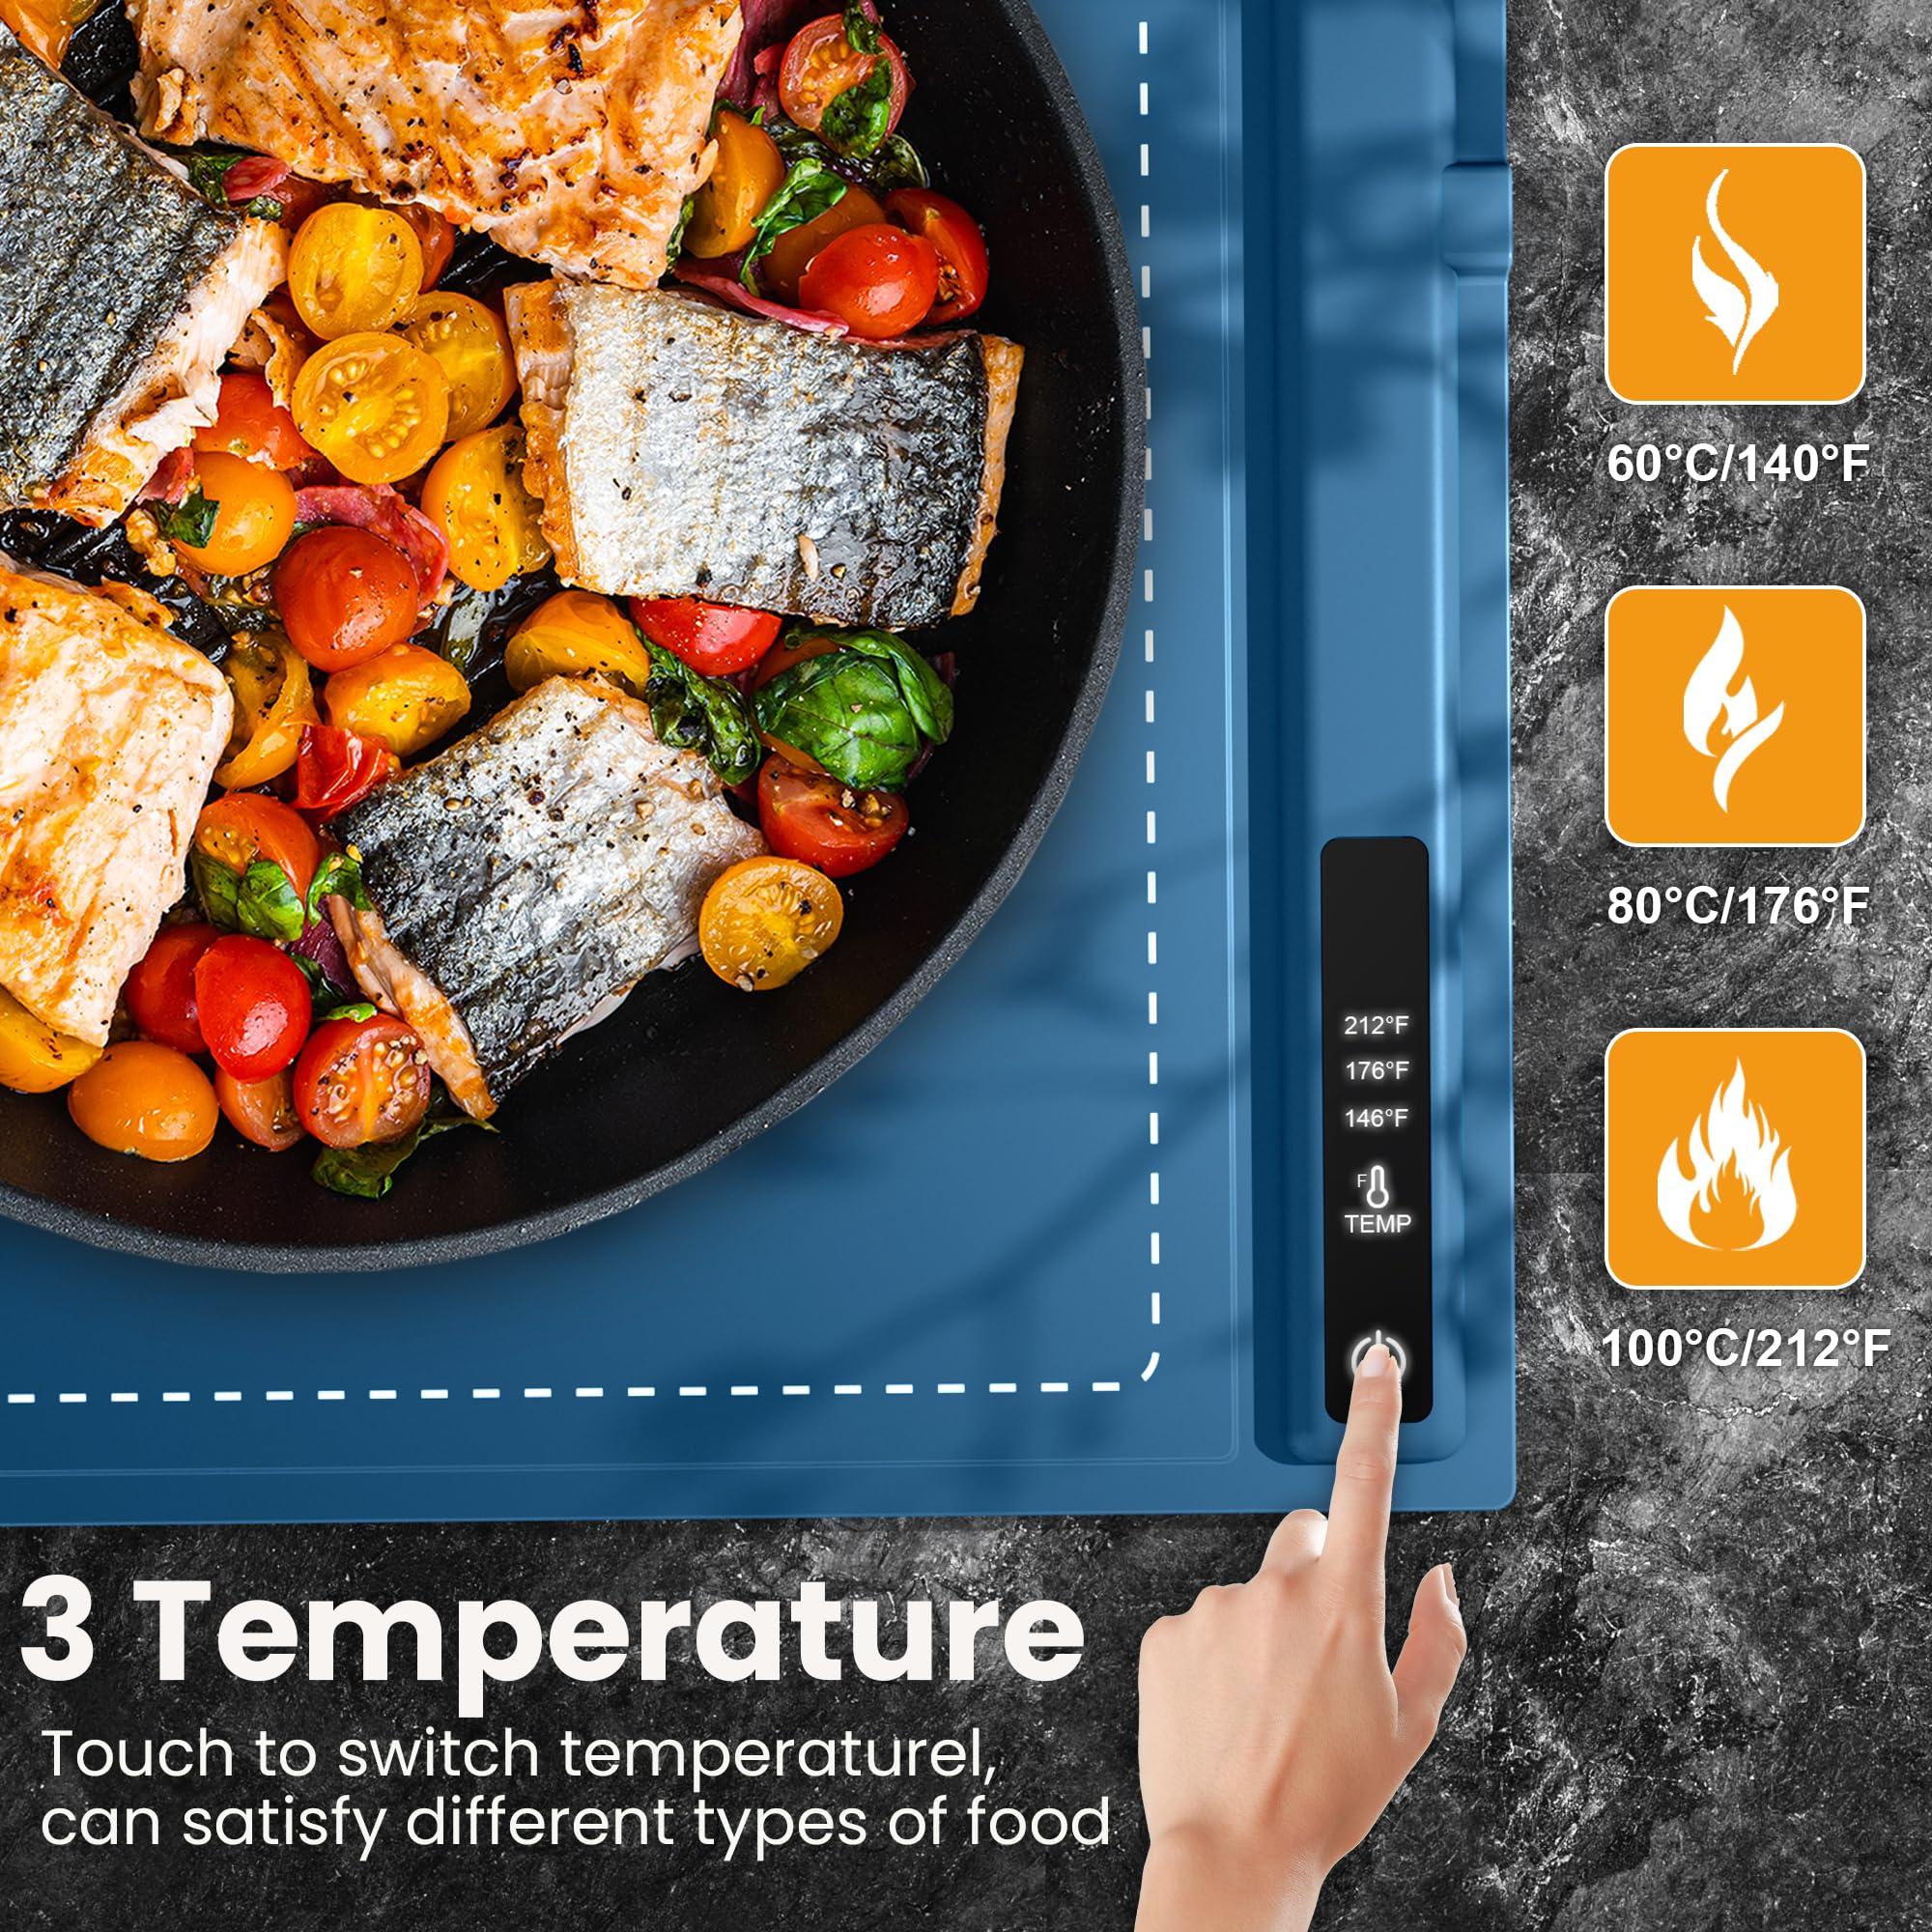 60°C/140°F
80°C/176°F
212°F
176°F
146°F
F
TEMP
100°C/212°F
3 Temperature
Touch to switch temperaturel,
can satisfy different types of food